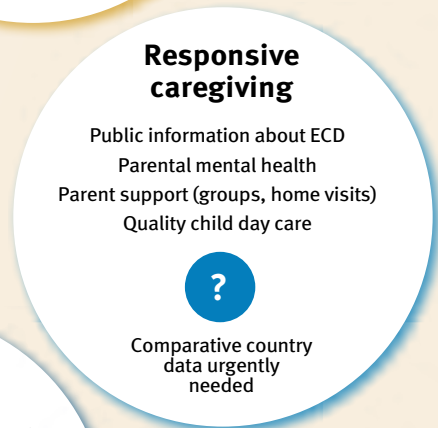 Responsive
caregiving
Public information about ECD
Parental mental health
Parent support (groups, home visits)
Quality child day care
?
Comparative country
data urgently
needed